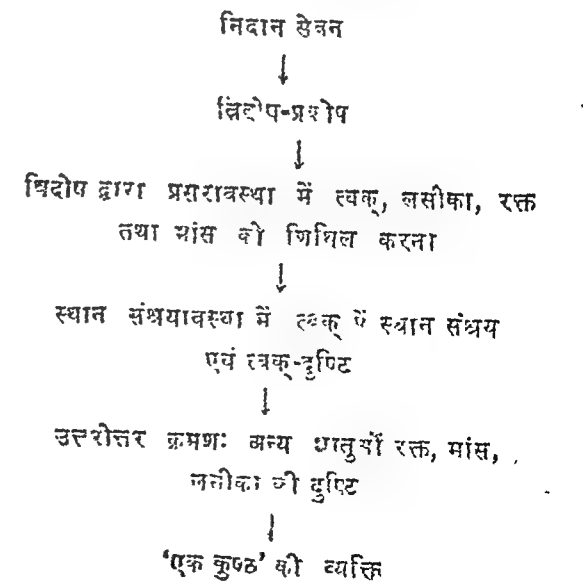 निदान सेवन
↓
त्रिदोष-प्रकोप
↓
त्रिदोष द्वारा प्रसरावस्था में त्वक्, लसीका, रक्त
तथा मांस को शिथिल करना
↓
स्थान संश्रयावस्था में त्वक् में स्थान संश्रय
एवं त्वक्-दुष्टि
↓
उत्तरोत्तर क्रमशः अन्य धातुयों रक्त, मांस,
लसीका की दुष्टि
↓
'एक कुष्ठ' की व्यक्ति